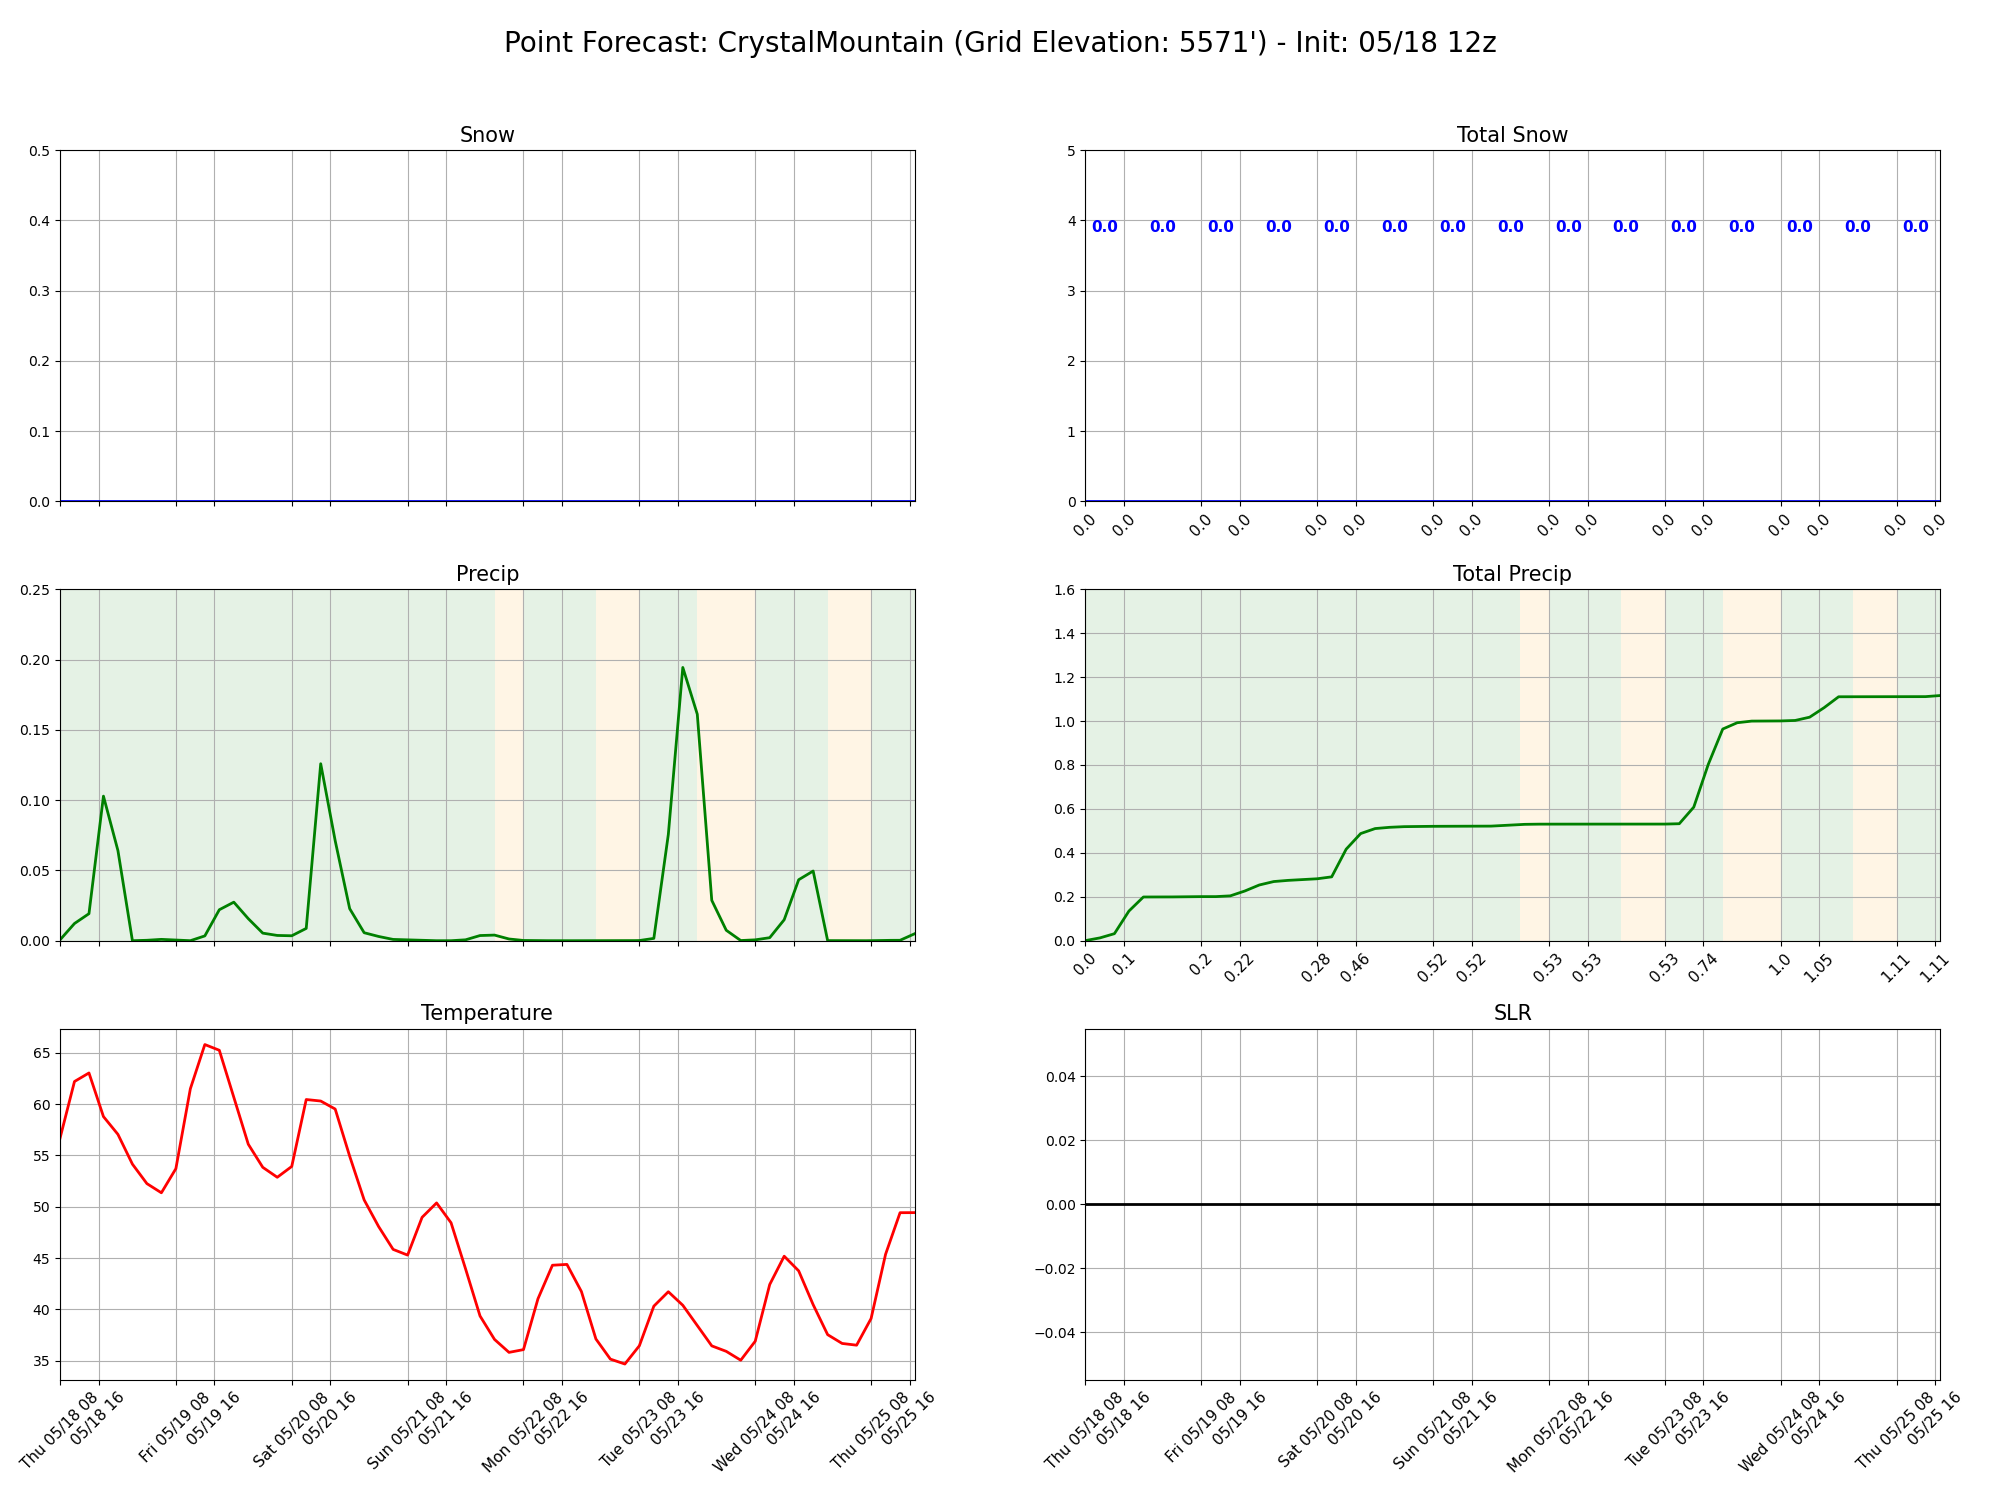 Point Forecast: CrystalMountain (Grid Elevation: 5571') - Init: 05/18 12z
Snow
0.5
0.4
0.3
0.2
0.1
0.0
Total Snow
5
4
3
2
1
0
0.0 0.0 0.0 0.0 0.0 0.0 0.0 0.0 0.0 0.0 0.0 0.0 0.0 0.0 0.0
0.0 0.0 0.0 0.0 0.0 0.0 0.0 0.0 0.0 0.0 0.0 0.0 0.0 0.0 0.0 0.0
Precip
0.25
0.20
0.15
0.10
0.05
0.00
Total Precip
1.6
1.4
1.2
1.0
0.8
0.6
0.4
0.2
0.0
0.0 0.1 0.2 0.22 0.28 0.46 0.52 0.52 0.53 0.53 0.53 0.74 1.0 1.05 1.11 1.11
Temperature
65
60
55
50
45
40
35
Thu 05/18 08
05/18 16
Fri 05/19 08
05/19 16
Sat 05/20 08
05/20 16
Sun 05/21 08
05/21 16
Mon 05/22 08
05/22 16
Tue 05/23 08
05/23 16
Wed 05/24 08
05/24 16
Thu 05/25 08
05/25 16
SLR
0.04
0.02
0.00
−0.02
−0.04
Thu 05/18 08
05/18 16
Fri 05/19 08
05/19 16
Sat 05/20 08
05/20 16
Sun 05/21 08
05/21 16
Mon 05/22 08
05/22 16
Tue 05/23 08
05/23 16
Wed 05/24 08
05/24 16
Thu 05/25 08
05/25 16